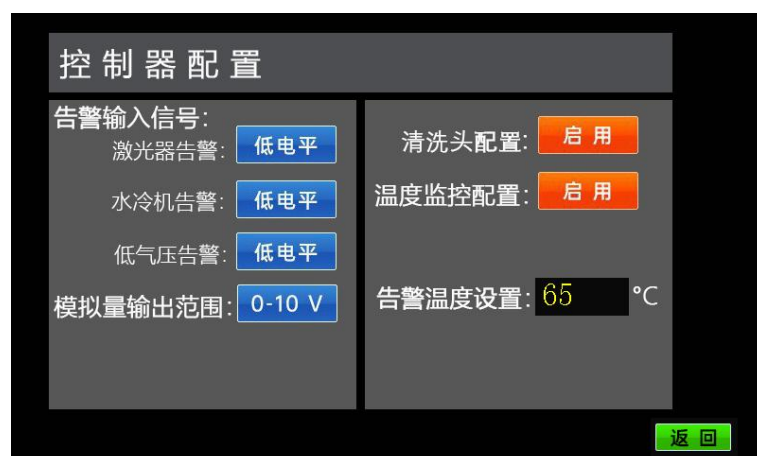 控制器配置
告警输入信号:
激光器告警: 低电平
水冷机告警: 低电平
低气压告警: 低电平
模拟量输出范围: 0-10 V
清洗头配置: 启用
温度监控配置: 启用
告警温度设置: 65 °C
返回